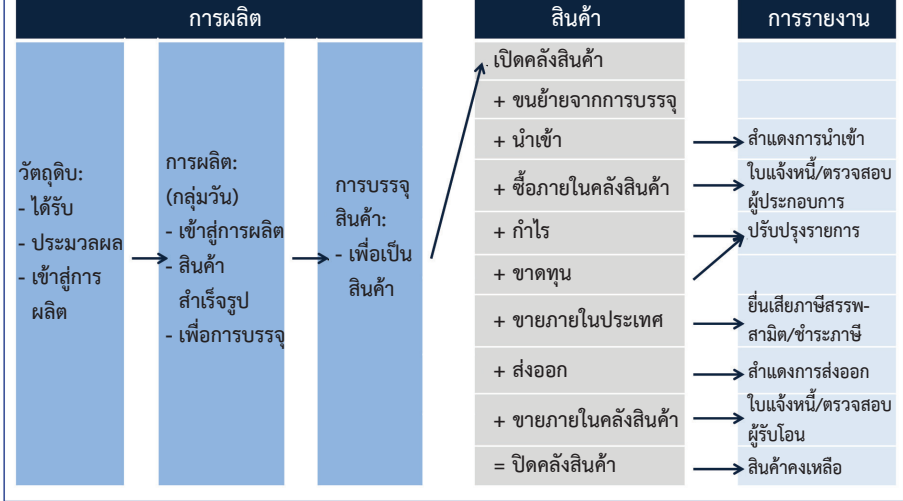 การผลิต
วัตถุดิบ:
- ได้รับ
- ประมวลผล
- เข้าสู่การ
ผลิต
การผลิต:
(กลุ่มวัน)
- เข้าสู่การผลิต
- สินค้า
สำเร็จรูป
- เพื่อการบรรจุ
การบรรจุ
สินค้า:
- เพื่อเป็น
สินค้า
สินค้า
เปิดคลังสินค้า
+ ขนย้ายจากการบรรจุ
+ นำเข้า
+ ซื้อภายในคลังสินค้า
+ กำไร
+ ขาดทุน
+ ขายภายในประเทศ
+ ส่งออก
+ ขายภายในคลังสินค้า
= ปิดคลังสินค้า
การรายงาน
สำแดงการนำเข้า
ใบแจ้งหนี้/ตรวจสอบ
ผู้ประกอบการ
ปรับปรุงรายการ
ยื่นเสียภาษีสรรพ-
สามิต/ชำระภาษี
สำแดงการส่งออก
ใบแจ้งหนี้/ตรวจสอบ
ผู้รับโอน
สินค้าคงเหลือ